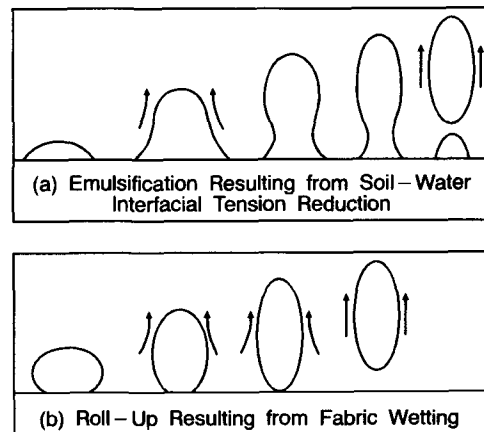 (a) Emulsification Resulting from Soil–Water
Interfacial Tension Reduction
(b) Roll–Up Resulting from Fabric Wetting